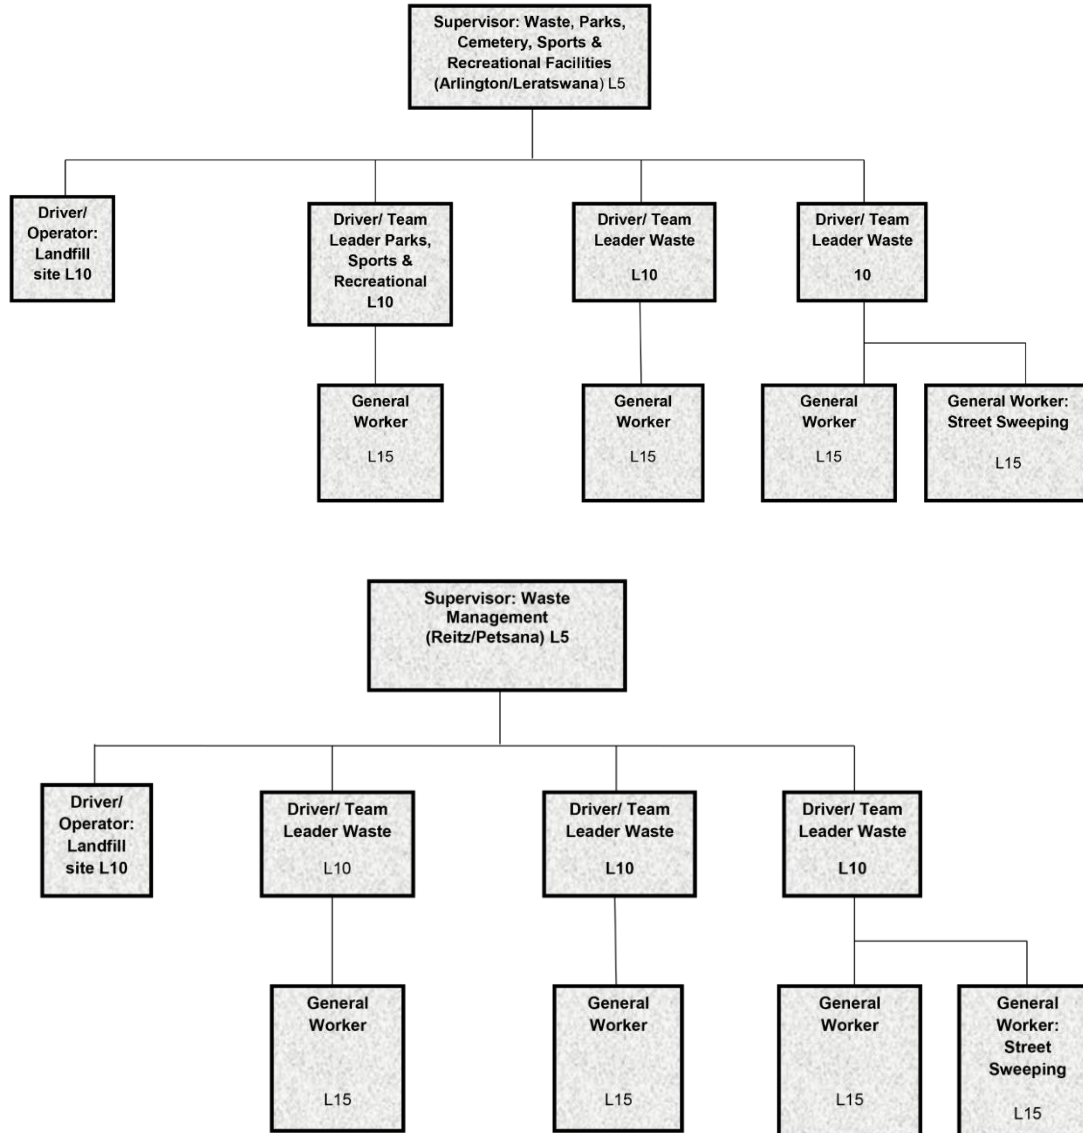 Supervisor: Waste, Parks,
Cemetery, Sports &
Recreational Facilities
(Arlington/Leratswana) L5
Driver/
Operator:
Landfill
site L10
Driver/ Team
Leader Parks,
Sports &
Recreational
L10
Driver/ Team
Leader Waste
L10
Driver/ Team
Leader Waste
10
General
Worker
L15
General
Worker
L15
General
Worker
L15
General Worker:
Street Sweeping
L15
Supervisor: Waste
Management
(Reitz/Petsana) L5
Driver/
Operator:
Landfill
site L10
Driver/ Team
Leader Waste
L10
Driver/ Team
Leader Waste
L10
Driver/ Team
Leader Waste
L10
General
Worker
L15
General
Worker
L15
General
Worker
L15
General
Worker:
Street
Sweeping
L15